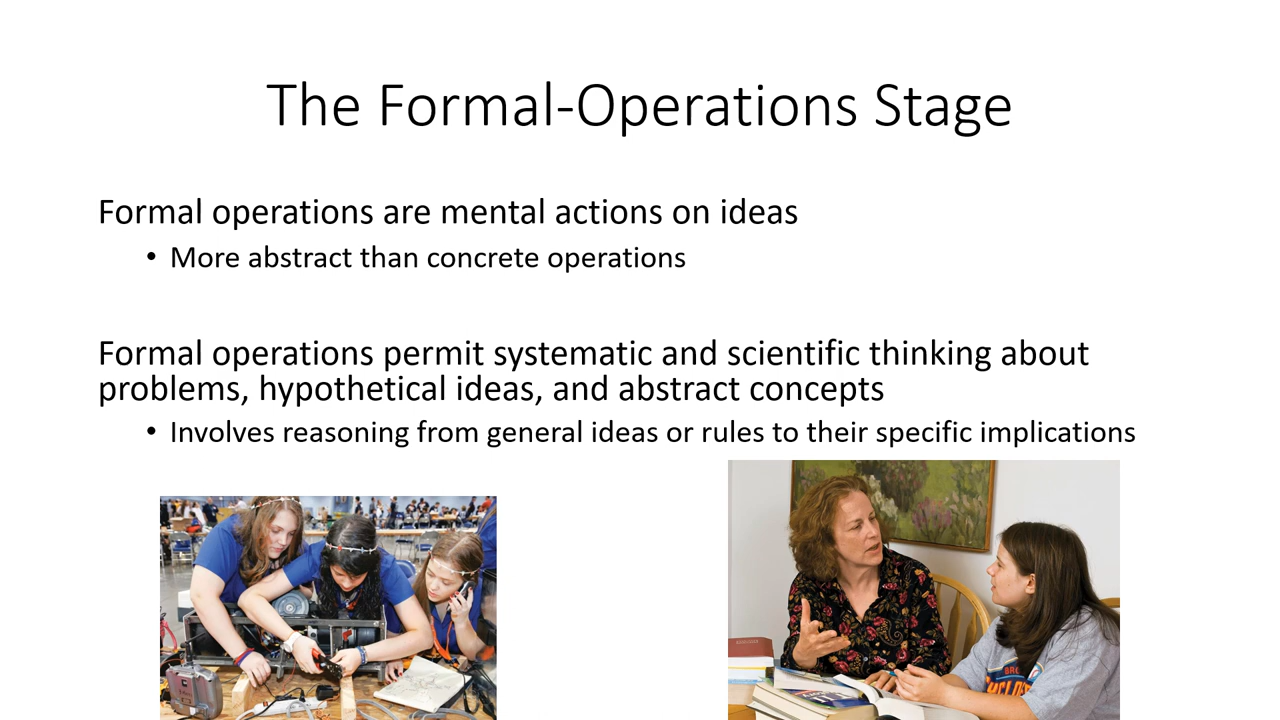 The Formal-Operations Stage
Formal operations are mental actions on ideas
• More abstract than concrete operations
Formal operations permit systematic and scientific thinking about
problems, hypothetical ideas, and abstract concepts
• Involves reasoning from general ideas or rules to their specific implications